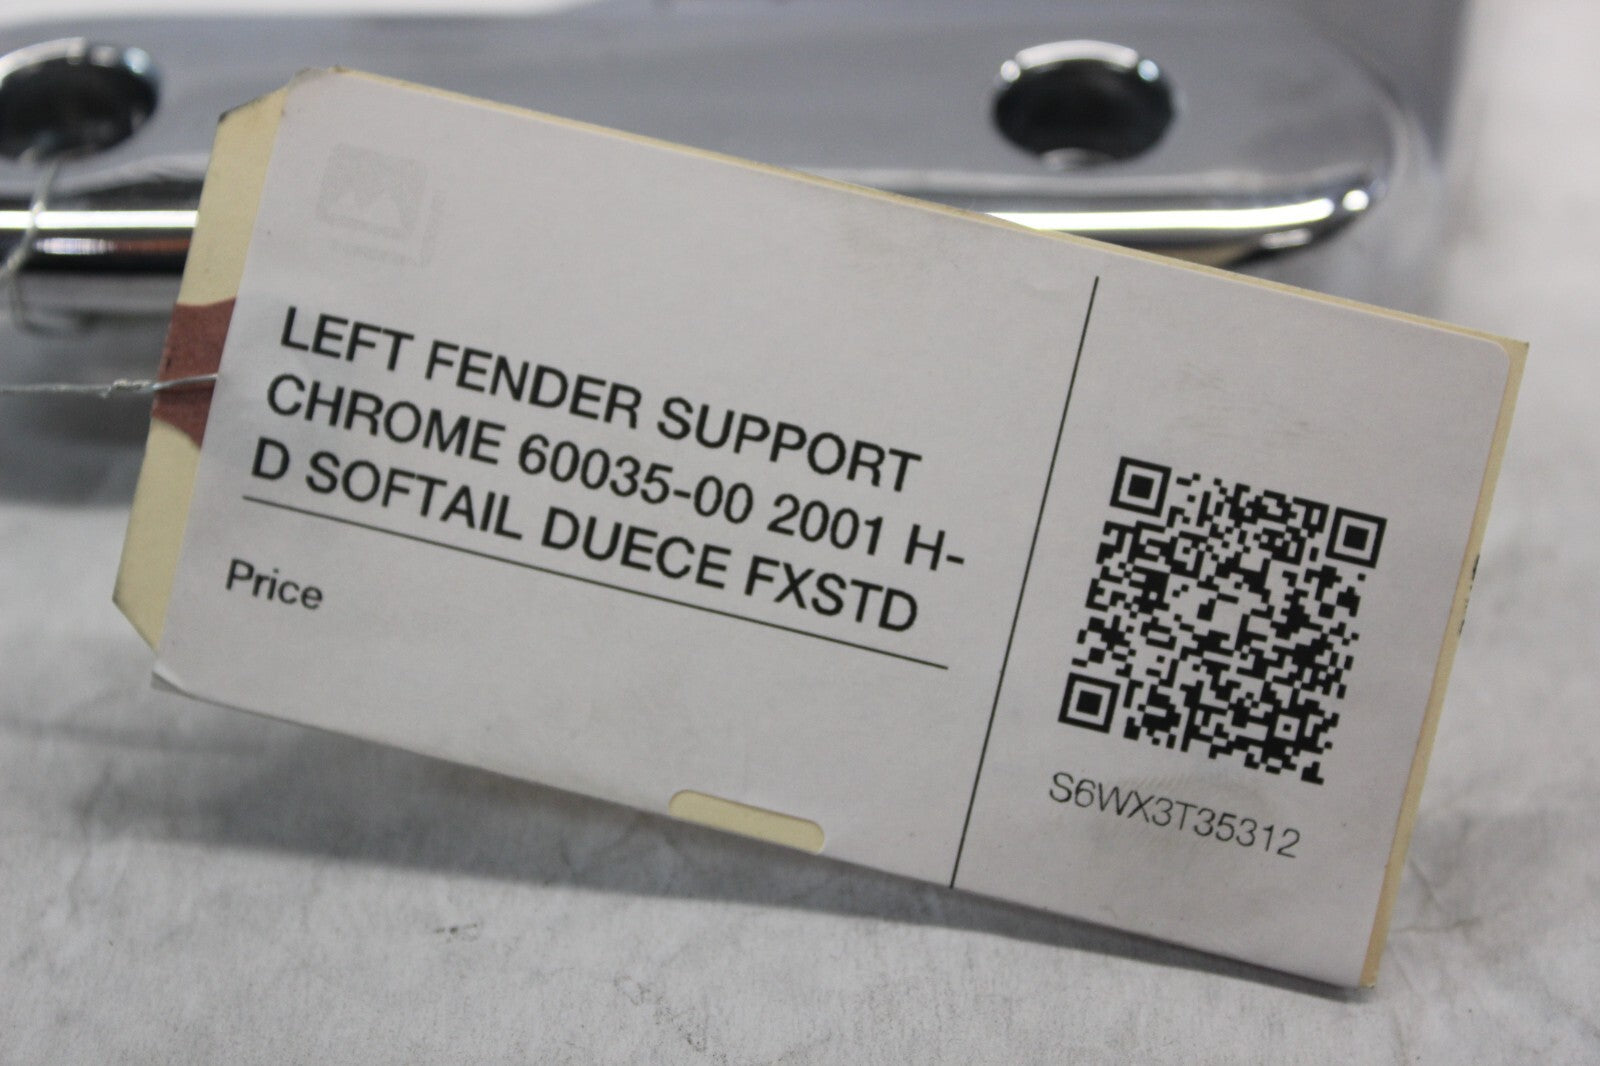 LEFT FENDER SUPPORT
CHROME 60035-00 2001 H-
D SOFTAIL DUECE FXSTD
Price
S6WX3T35312